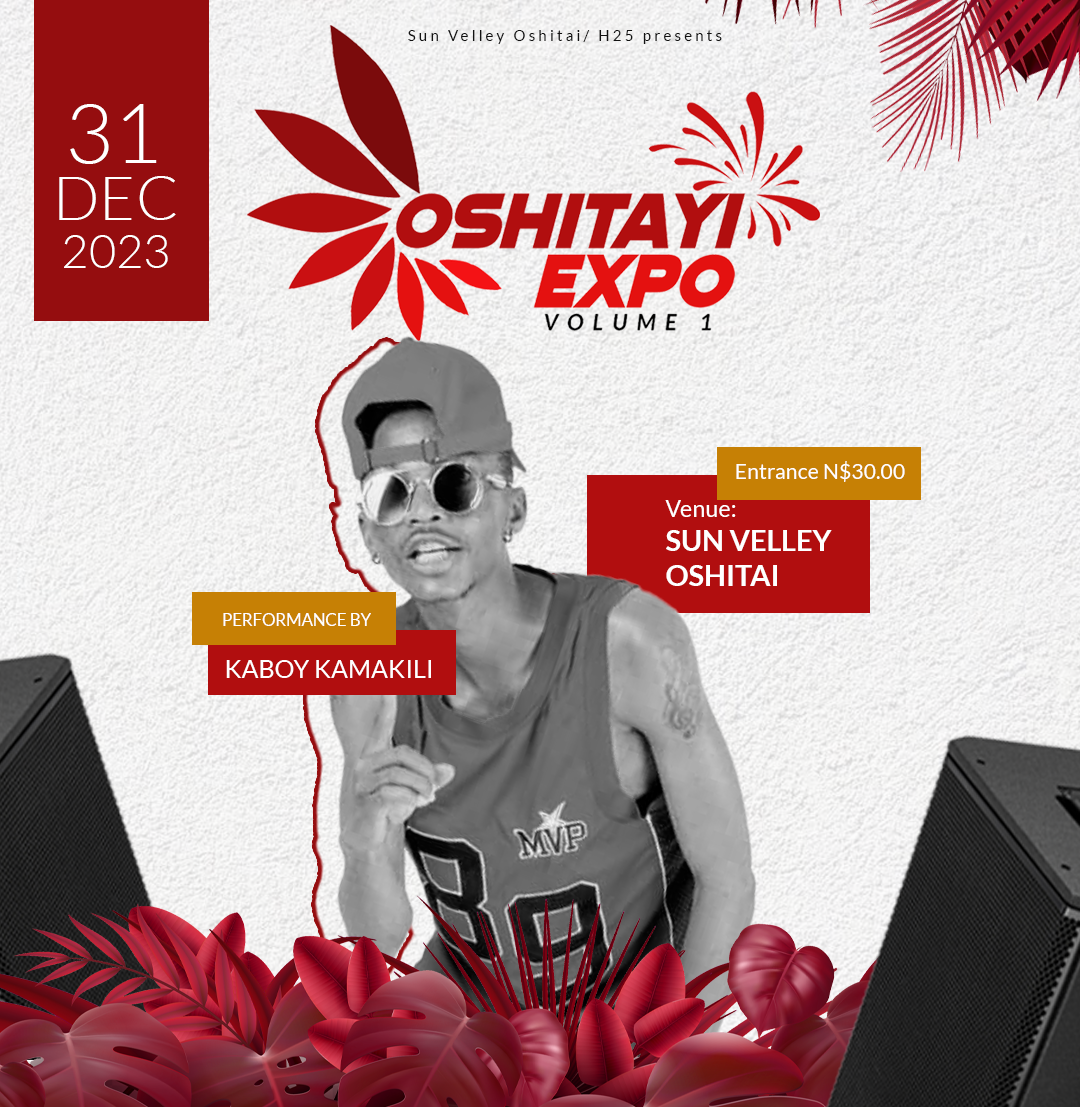 Sun Velley Oshitai/ H25 presents
31
DEC
2023
OSHITAYI
EXPO
VOLUME 1
Entrance N$30.00
Venue:
SUN VELLEY
OSHITAI
PERFORMANCE BY
KABOY KAMAKILI
MVP